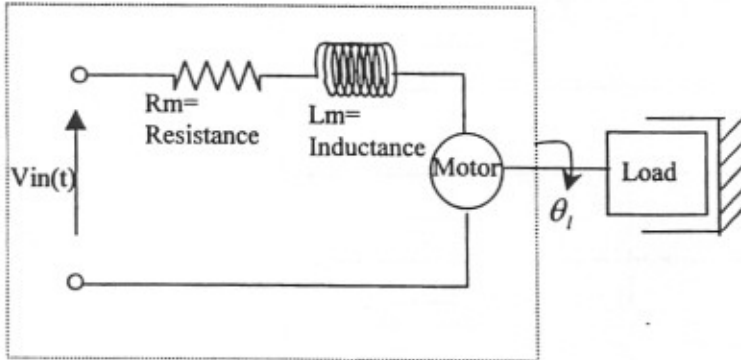 Rm=
Resistance
Lm=
Inductance
Vin(t)
Motor
θl
Load